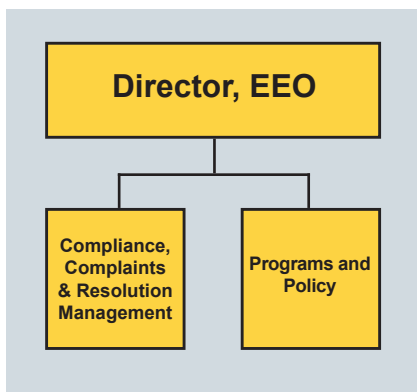 Director, EEO
Compliance,
Complaints
& Resolution
Management
Programs and
Policy